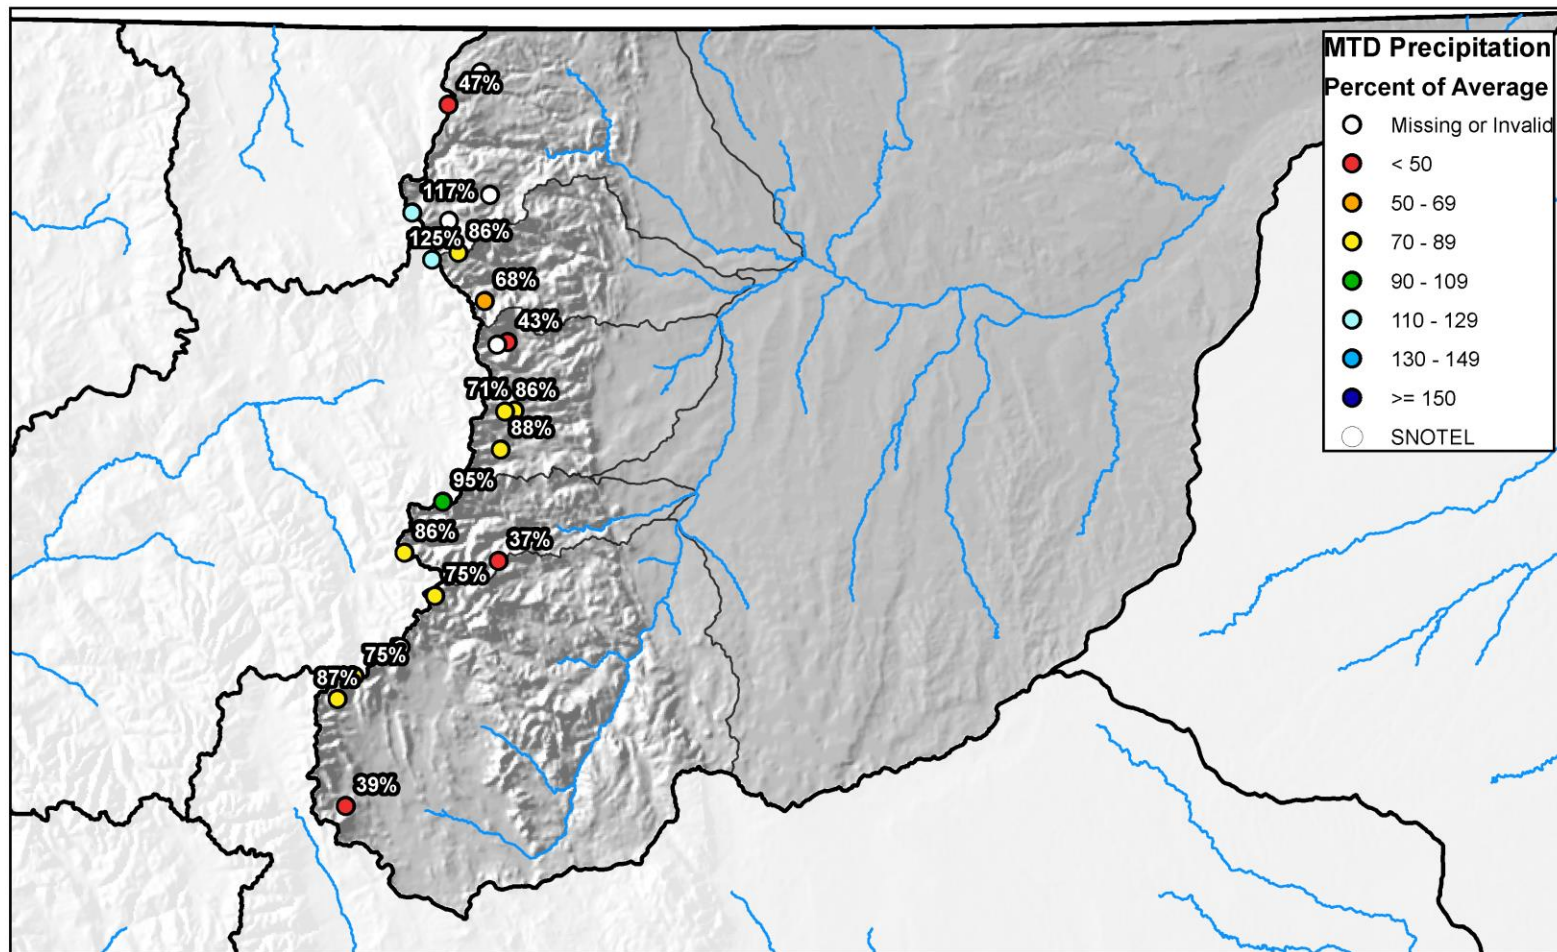 MTD Precipitation
Percent of Average
Missing or Invalid
< 50
50 - 69
70 - 89
90 - 109
110 - 129
130 - 149
>= 150
SNOTEL
47%
117%
86%
125%
68%
43%
71% 86%
88%
95%
86%
37%
75%
75%
87%
39%